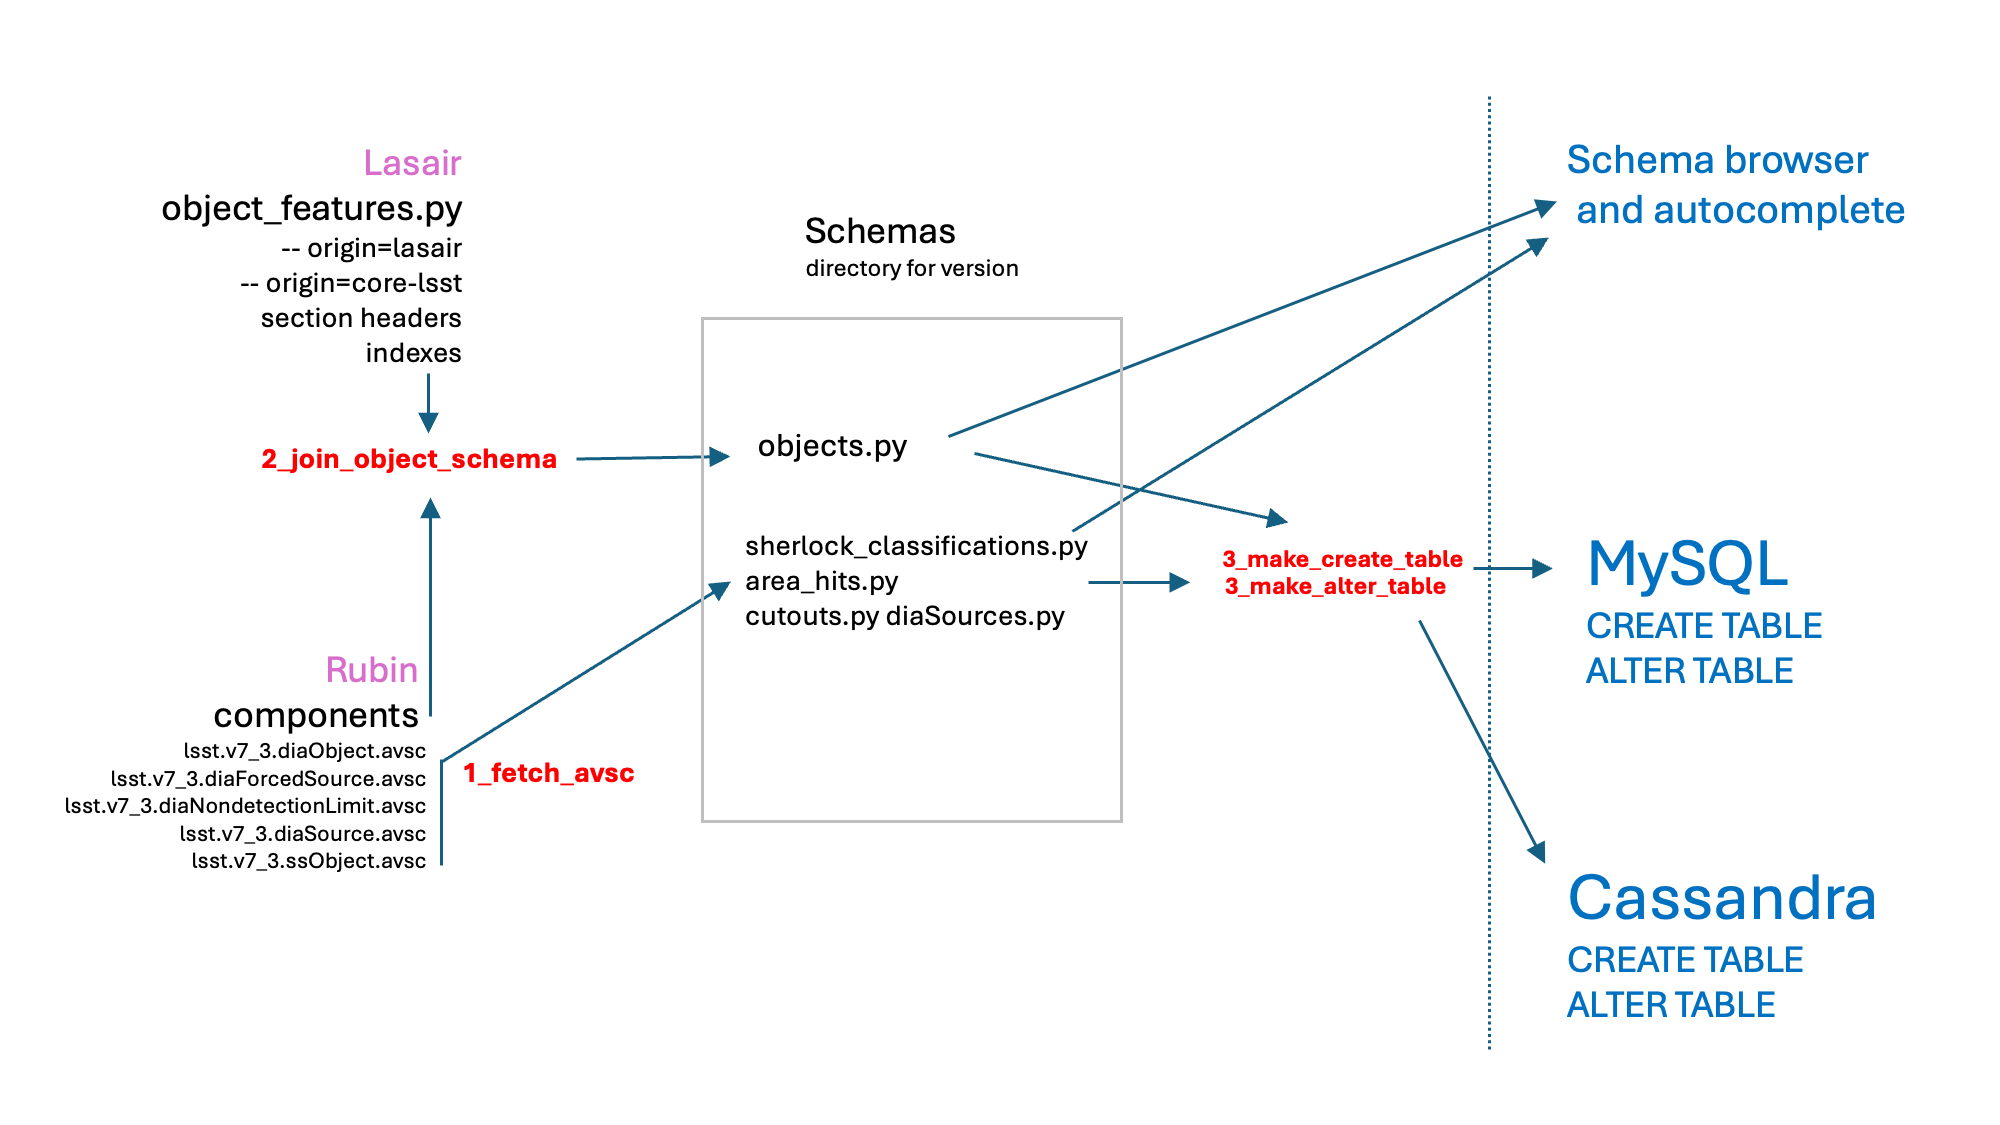 Lasair
object_features.py
-- origin=lasair
-- origin=core-lsst
section headers
indexes
2_join_object_schema
Rubin
components
lsst.v7_3.diaObject.avsc
lsst.v7_3.diaForcedSource.avsc
lsst.v7_3.diaNondetectionLimit.avsc
lsst.v7_3.diaSource.avsc
lsst.v7_3.ssObject.avsc
1_fetch_avsc
Schemas
directory for version
objects.py
sherlock_classifications.py
area_hits.py
cutouts.py diaSources.py
3_make_create_table
3_make_alter_table
Schema browser
and autocomplete
MySQL
CREATE TABLE
ALTER TABLE
Cassandra
CREATE TABLE
ALTER TABLE